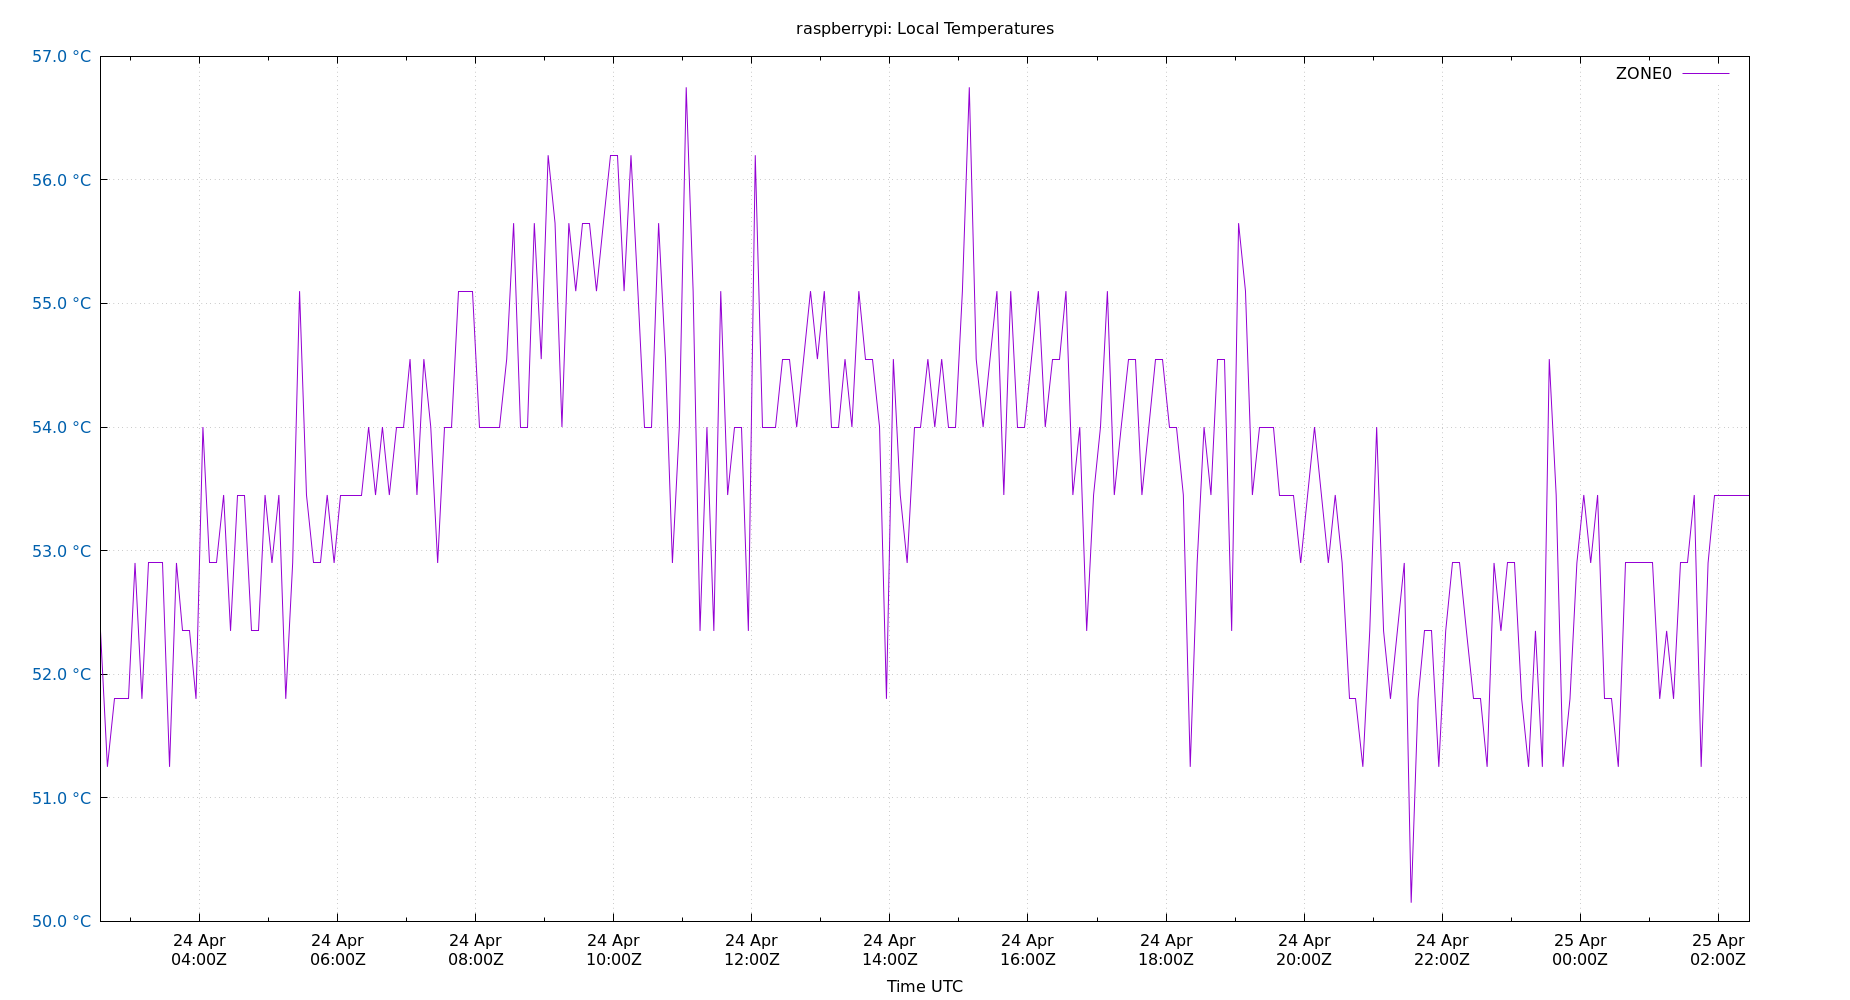 raspberrypi: Local Temperatures
ZONE0
57.0 °C
56.0 °C
55.0 °C
54.0 °C
53.0 °C
52.0 °C
51.0 °C
50.0 °C
24 Apr 24 Apr 24 Apr 24 Apr 24 Apr 24 Apr 24 Apr 24 Apr 24 Apr 24 Apr 25 Apr 25 Apr
04:00Z 06:00Z 08:00Z 10:00Z 12:00Z 14:00Z 16:00Z 18:00Z 20:00Z 22:00Z 00:00Z 02:00Z
Time UTC